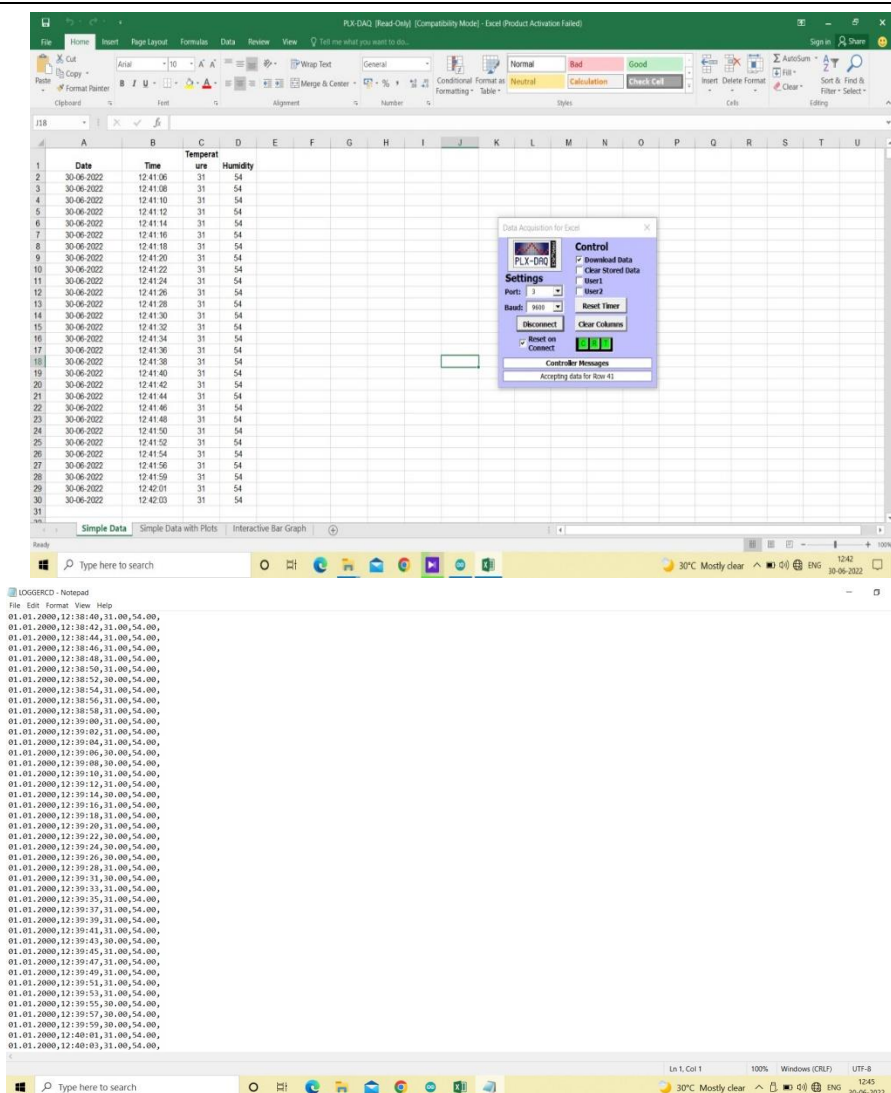 PLX-DAQ [Read-Only] [Compatibility Mode] - Excel (Product Activation Failed)
File Home Insert Page Layout Formulas Data Review View Tell me what you want to do... Sign in Share
Cut
Copy
Format Painter
Paste
Arial 10
Wrap Text
Merge & Center
General
Conditional Formatting
Format as Table
Normal Bad Good
Neutral Calculation Check Cell
Insert Delete Format
AutoSum
Fill
Clear
Sort & Filter
Find & Select
Clipboard Font Alignment Number Styles Cells Editing
J18
A B C D E F G H I J K L M N O P Q R S T U
1 Date Time Temperat
ure Humidity
2 30-06-2022 12:41:06 31 54
3 30-06-2022 12:41:08 31 54
4 30-06-2022 12:41:10 31 54
5 30-06-2022 12:41:12 31 54
6 30-06-2022 12:41:14 31 54
7 30-06-2022 12:41:16 31 54
8 30-06-2022 12:41:18 31 54
9 30-06-2022 12:41:20 31 54
10 30-06-2022 12:41:22 31 54
11 30-06-2022 12:41:24 31 54
12 30-06-2022 12:41:26 31 54
13 30-06-2022 12:41:28 31 54
14 30-06-2022 12:41:30 31 54
15 30-06-2022 12:41:32 31 54
16 30-06-2022 12:41:34 31 54
17 30-06-2022 12:41:36 31 54
18 30-06-2022 12:41:38 31 54
19 30-06-2022 12:41:40 31 54
20 30-06-2022 12:41:42 31 54
21 30-06-2022 12:41:44 31 54
22 30-06-2022 12:41:46 31 54
23 30-06-2022 12:41:48 31 54
24 30-06-2022 12:41:50 31 54
25 30-06-2022 12:41:52 31 54
26 30-06-2022 12:41:54 31 54
27 30-06-2022 12:41:56 31 54
28 30-06-2022 12:41:59 31 54
29 30-06-2022 12:42:01 31 54
30 30-06-2022 12:42:03 31 54
31
Data Acquisition for Excel
PLX-DAQ
Control
Download Data
Clear Stored Data
User1
User2
Settings
Port: 3
Baud: 9600
Reset Timer
Disconnect
Clear Columns
Reset on
Connect
Controller Messages
Accepting data for Row 41
Simple Data Simple Data with Plots Interactive Bar Graph
Ready 100%
Type here to search 30°C Mostly clear ENG 12:42
30-06-2022
LOGGERCD - Notepad
File Edit Format View Help
01.01.2000,12:38:40,31.00,54.00,
01.01.2000,12:38:42,31.00,54.00,
01.01.2000,12:38:44,31.00,54.00,
01.01.2000,12:38:46,31.00,54.00,
01.01.2000,12:38:48,31.00,54.00,
01.01.2000,12:38:50,31.00,54.00,
01.01.2000,12:38:52,30.00,54.00,
01.01.2000,12:38:54,31.00,54.00,
01.01.2000,12:38:56,31.00,54.00,
01.01.2000,12:38:58,31.00,54.00,
01.01.2000,12:39:00,31.00,54.00,
01.01.2000,12:39:02,31.00,54.00,
01.01.2000,12:39:04,31.00,54.00,
01.01.2000,12:39:06,30.00,54.00,
01.01.2000,12:39:08,30.00,54.00,
01.01.2000,12:39:10,31.00,54.00,
01.01.2000,12:39:12,31.00,54.00,
01.01.2000,12:39:14,30.00,54.00,
01.01.2000,12:39:16,31.00,54.00,
01.01.2000,12:39:18,31.00,54.00,
01.01.2000,12:39:20,31.00,54.00,
01.01.2000,12:39:22,30.00,54.00,
01.01.2000,12:39:24,30.00,54.00,
01.01.2000,12:39:26,30.00,54.00,
01.01.2000,12:39:28,31.00,54.00,
01.01.2000,12:39:31,30.00,54.00,
01.01.2000,12:39:33,31.00,54.00,
01.01.2000,12:39:35,31.00,54.00,
01.01.2000,12:39:37,31.00,54.00,
01.01.2000,12:39:39,31.00,54.00,
01.01.2000,12:39:41,31.00,54.00,
01.01.2000,12:39:43,30.00,54.00,
01.01.2000,12:39:45,31.00,54.00,
01.01.2000,12:39:47,31.00,54.00,
01.01.2000,12:39:49,31.00,54.00,
01.01.2000,12:39:51,31.00,54.00,
01.01.2000,12:39:53,31.00,54.00,
01.01.2000,12:39:55,30.00,54.00,
01.01.2000,12:39:57,30.00,54.00,
01.01.2000,12:39:59,30.00,54.00,
01.01.2000,12:40:01,31.00,54.00,
01.01.2000,12:40:03,31.00,54.00,
Ln 1, Col 1 100% Windows (CRLF) UTF-8
Type here to search 30°C Mostly clear ENG 12:45
30-06-2022